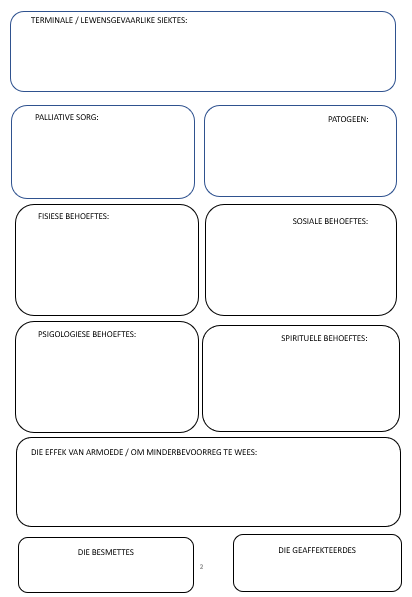 TERMINALE / LEWENSGEVAARLIKE SIEKTES:
PALLIATIVE SORG:
PATOGEEN:
FISIESE BEHOEFTES:
SOSIALE BEHOEFTES:
PSIGOLOGIESE BEHOEFTES:
SPIRITUELE BEHOEFTES:
DIE EFFEK VAN ARMOEDE / OM MINDERBEVOORREG TE WEES:
DIE BESMETTES
DIE GEAFFEKTEERDES
2